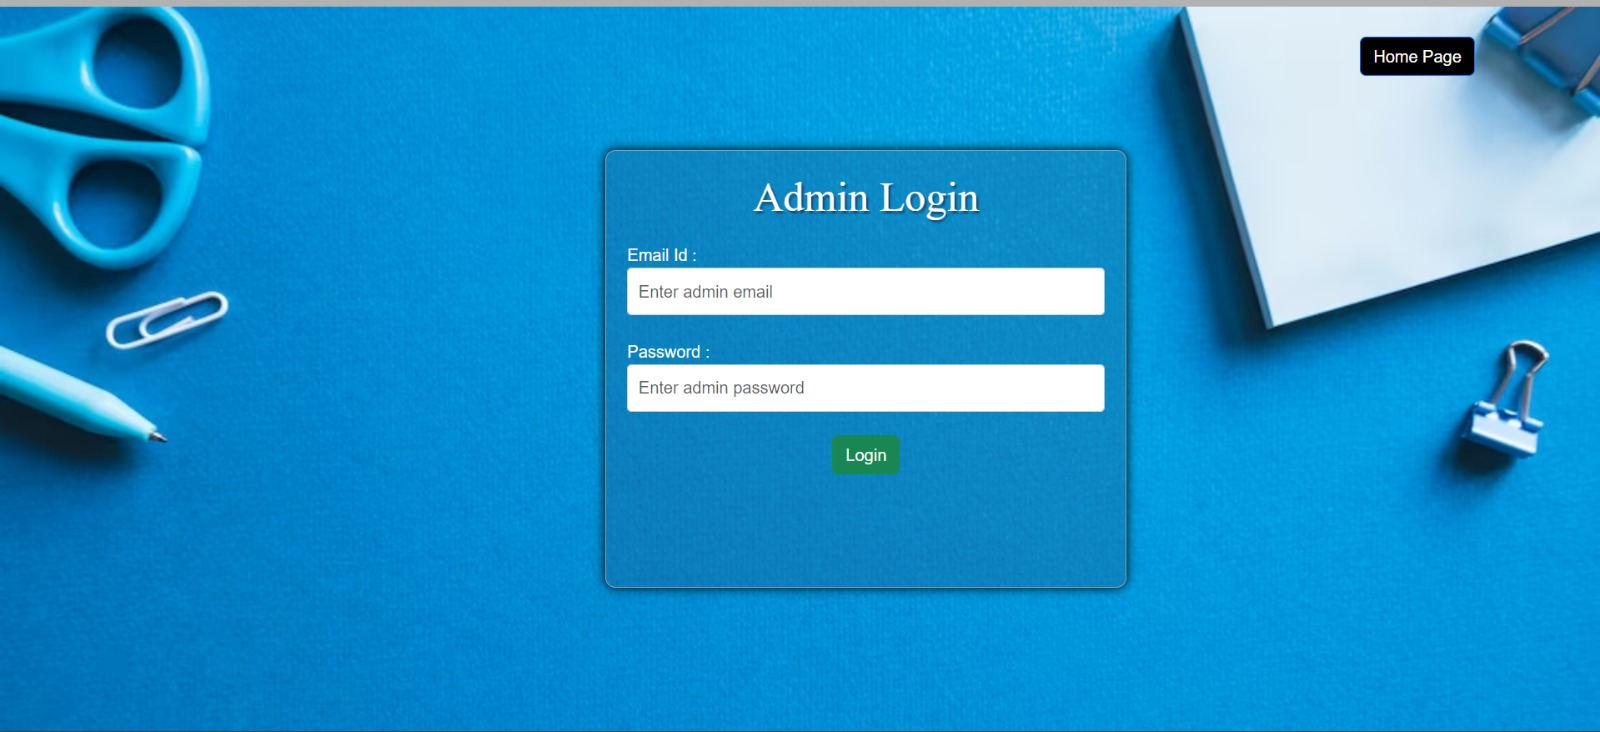 Home Page
Admin Login
Email Id :
Enter admin email
Password :
Enter admin password
Login